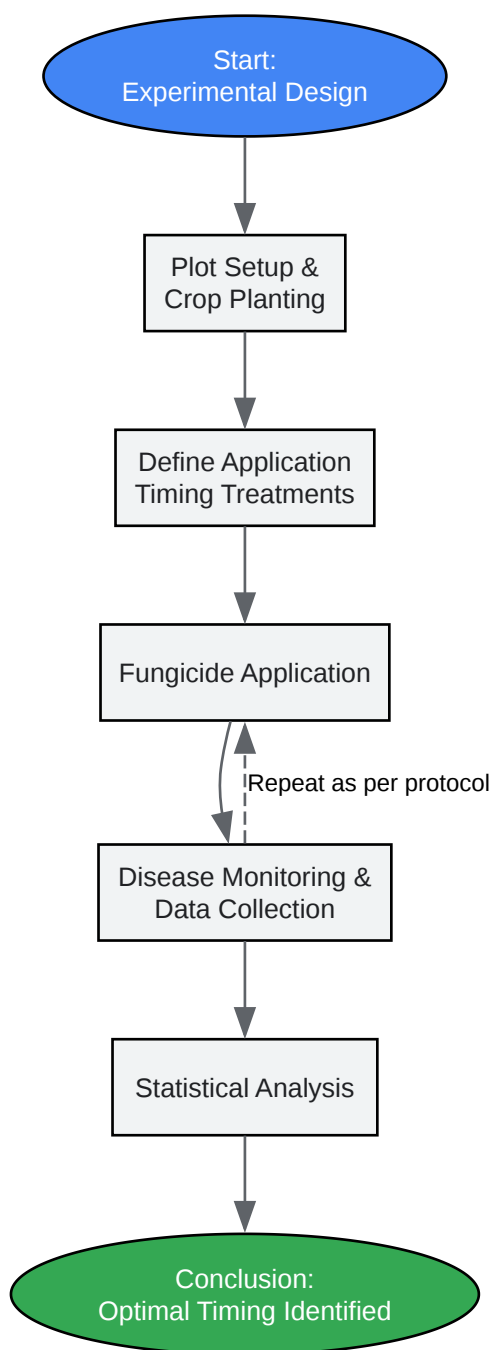 Start:
Experimental Design
Plot Setup &
Crop Planting
Define Application
Timing Treatments
Fungicide Application
Repeat as per protocol
Disease Monitoring &
Data Collection
Statistical Analysis
Conclusion:
Optimal Timing Identified